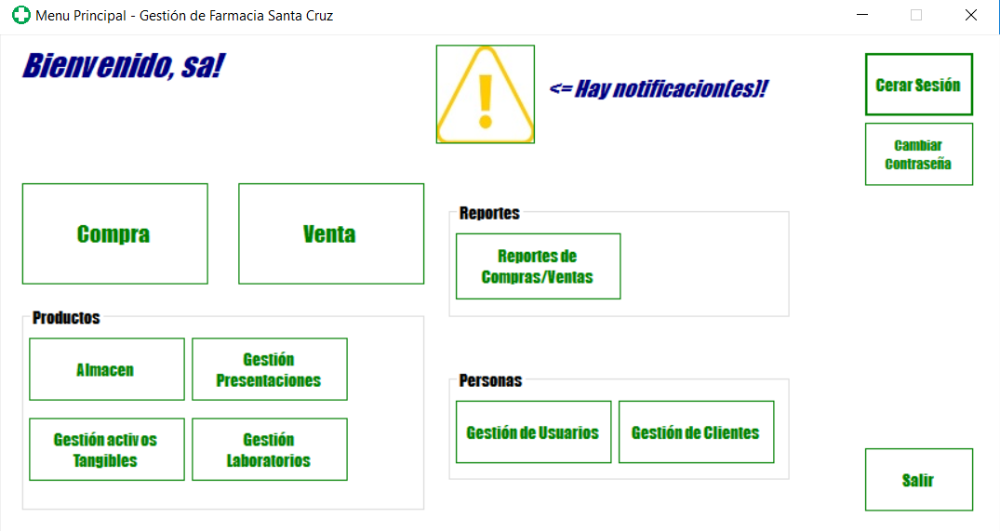 Menu Principal - Gestión de Farmacia Santa Cruz
Bienvenido, sa!
<= Hay notificacion(es)!
Cerar Sesión
Cambiar
Contraseña
Compra
Venta
Reportes
Reportes de
Compras/Ventas
Productos
Almacen
Gestión
Presentaciones
Gestión activos
Tangibles
Gestión
Laboratorios
Personas
Gestión de Usuarios
Gestión de Clientes
Salir